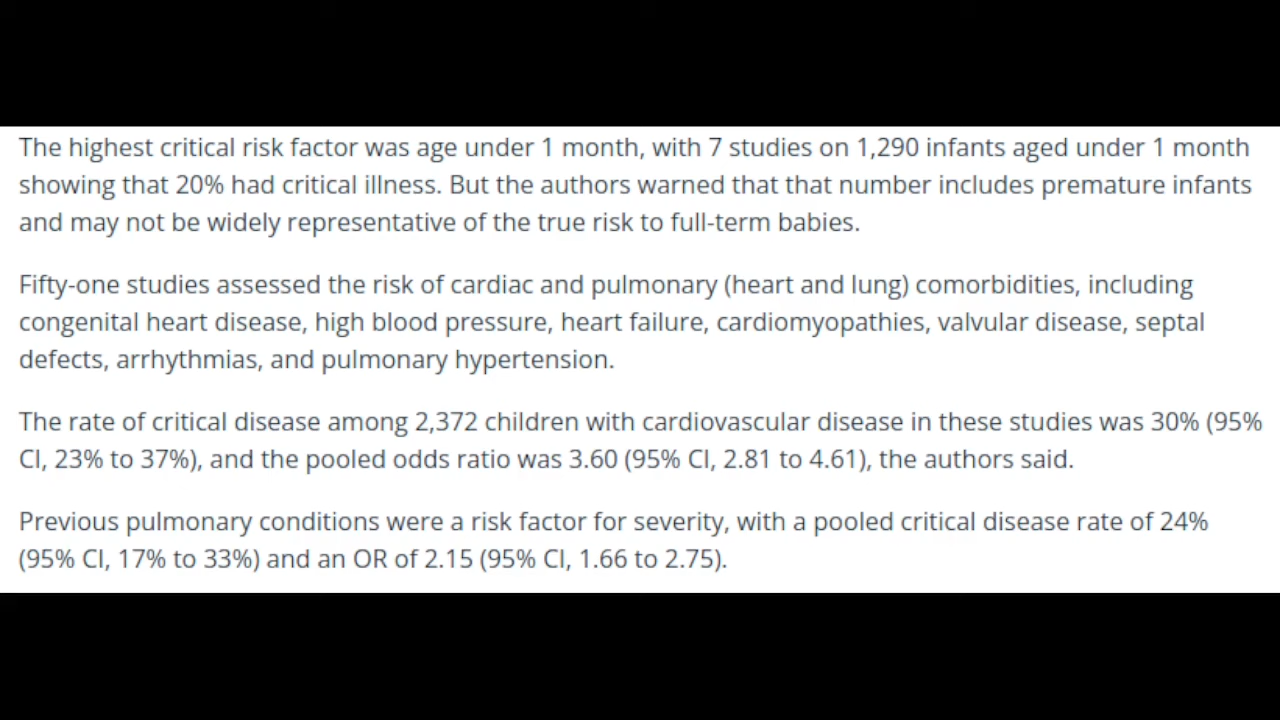 The highest critical risk factor was age under 1 month, with 7 studies on 1,290 infants aged under 1 month
showing that 20% had critical illness. But the authors warned that that number includes premature infants
and may not be widely representative of the true risk to full-term babies.
Fifty-one studies assessed the risk of cardiac and pulmonary (heart and lung) comorbidities, including
congenital heart disease, high blood pressure, heart failure, cardiomyopathies, valvular disease, septal
defects, arrhythmias, and pulmonary hypertension.
The rate of critical disease among 2,372 children with cardiovascular disease in these studies was 30% (95%
CI, 23% to 37%), and the pooled odds ratio was 3.60 (95% CI, 2.81 to 4.61), the authors said.
Previous pulmonary conditions were a risk factor for severity, with a pooled critical disease rate of 24%
(95% CI, 17% to 33%) and an OR of 2.15 (95% CI, 1.66 to 2.75).